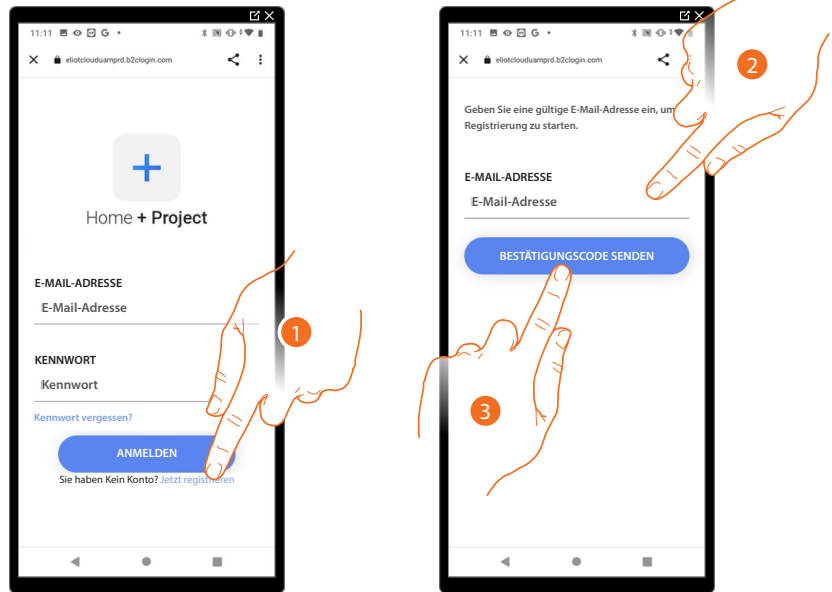 11:11 G
eliotclouduamprd.b2clogin.com
Home + Project
E-MAIL-ADRESSE
E-Mail-Adresse
KENNWORT
Kennwort
Kennwort vergessen?
ANMELDEN
Sie haben Kein Konto? Jetzt registrieren
1
11:11 G
eliotclouduamprd.b2clogin.com
Geben Sie eine gültige E-Mail-Adresse ein, um
Registrierung zu starten.
E-MAIL-ADRESSE
E-Mail-Adresse
BESTÄTIGUNGSCODE SENDEN
2
3